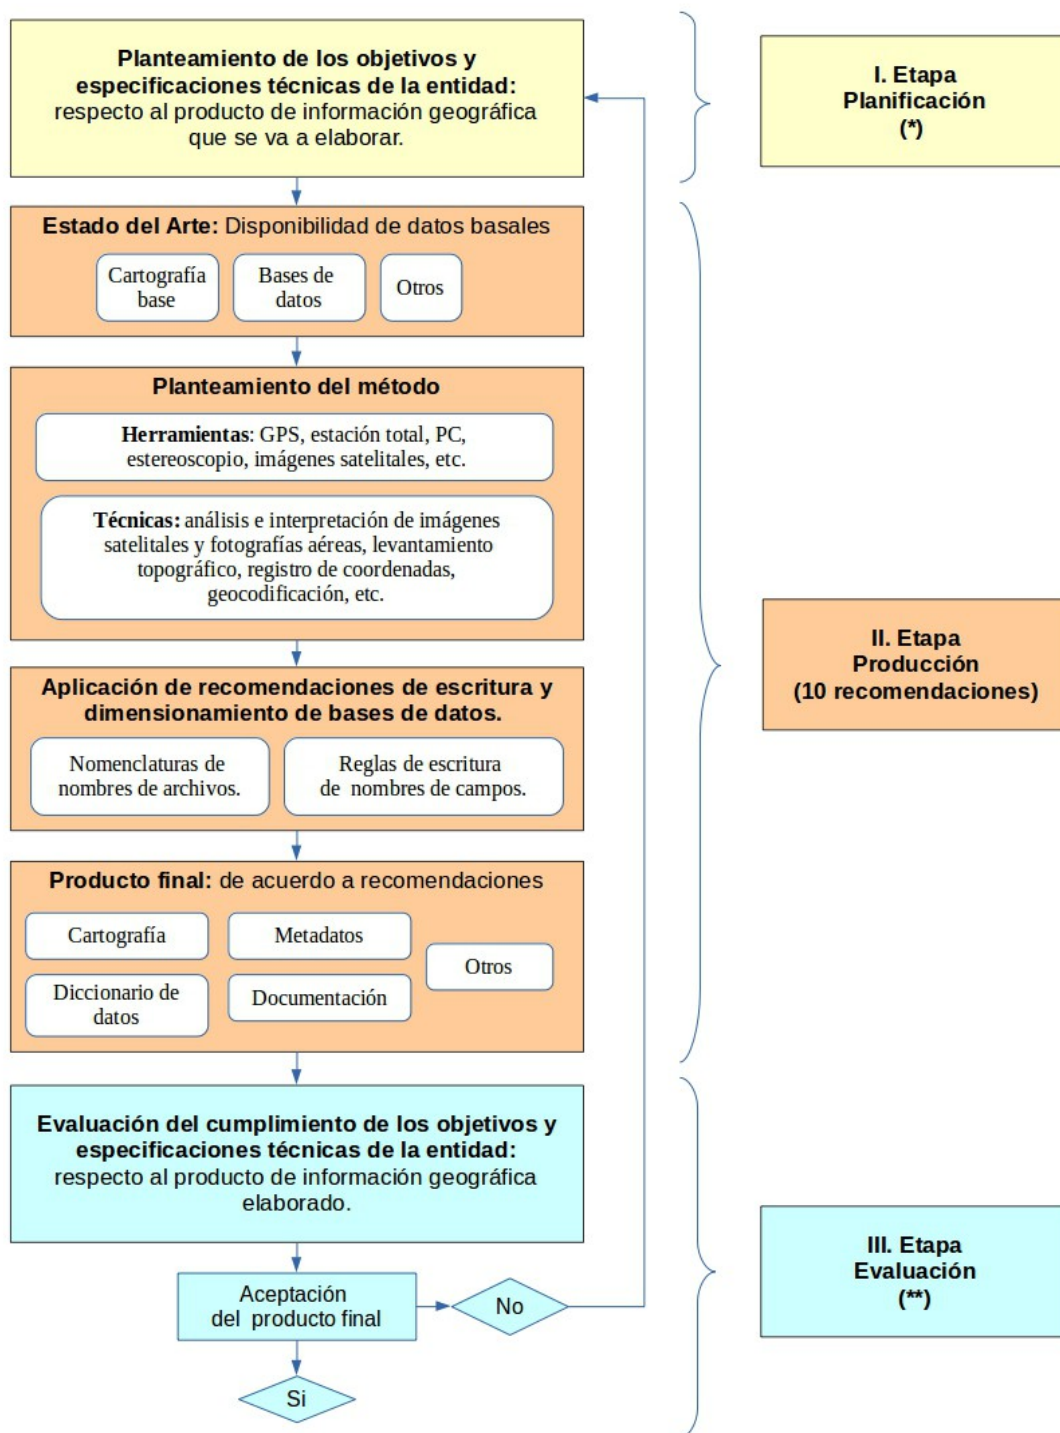 Planteamiento de los objetivos y
especificaciones técnicas de la entidad:
respecto al producto de información geográfica
que se va a elaborar.
I. Etapa
Planificación
(*)
Estado del Arte: Disponibilidad de datos basales
Cartografía
base
Bases de
datos
Otros
Planteamiento del método
Herramientas: GPS, estación total, PC,
estereoscopio, imágenes satelitales, etc.
Técnicas: análisis e interpretación de imágenes
satelitales y fotografías aéreas, levantamiento
topográfico, registro de coordenadas,
geocodificación, etc.
Aplicación de recomendaciones de escritura y
dimensionamiento de bases de datos.
Nomenclaturas de
nombres de archivos.
Reglas de escritura
de nombres de campos.
Producto final: de acuerdo a recomendaciones
Cartografía
Metadatos
Otros
Diccionario de
datos
Documentación
II. Etapa
Producción
(10 recomendaciones)
Evaluación del cumplimiento de los objetivos y
especificaciones técnicas de la entidad:
respecto al producto de información geográfica
elaborado.
Aceptación
del producto final
No
Si
III. Etapa
Evaluación
(**)